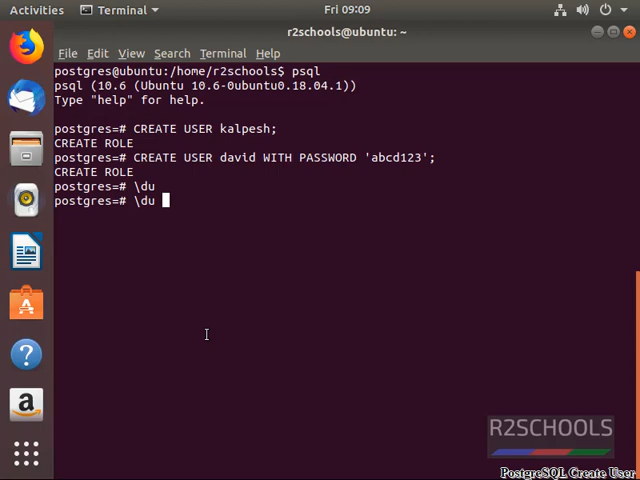 Activities Terminal Fri 09:09
r2schools@ubuntu: ~
File Edit View Search Terminal Help
postgres@ubuntu:/home/r2schools$ psql
psql (10.6 (Ubuntu 10.6-0ubuntu0.18.04.1))
Type "help" for help.
postgres=# CREATE USER kalpesh;
CREATE ROLE
postgres=# CREATE USER david WITH PASSWORD 'abcd123';
CREATE ROLE
postgres=# \du
postgres=# \du
R2SCHOOLS
PostgreSQL Create User